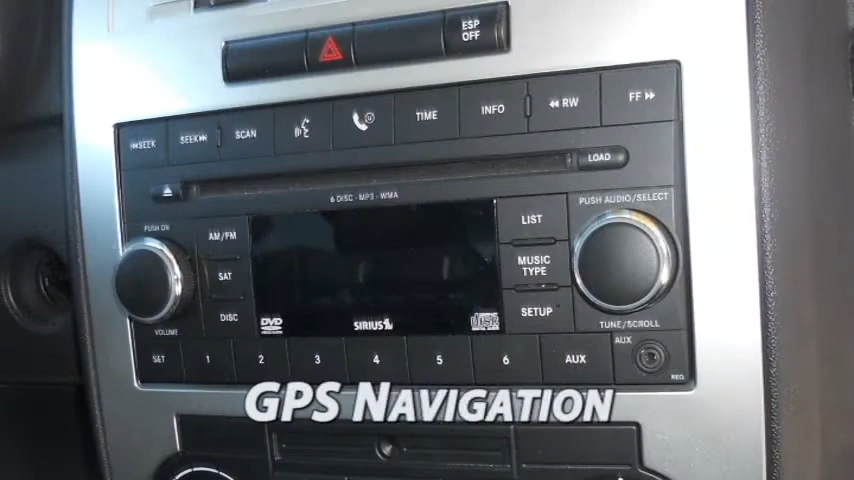 ESP OFF
◀◀SEEK SEEK▶▶ SCAN TIME INFO ◀◀RW FF▶▶
LOAD
6 DISC · MP3 · WMA
PUSH ON
PUSH AUDIO/SELECT
AM/FM
LIST
SAT
MUSIC TYPE
DISC
SETUP
DVD
SIRIUS
DISC
VOLUME
TUNE/SCROLL
SET 1 2 3 4 5 6 AUX
AUX
GPS NAVIGATION